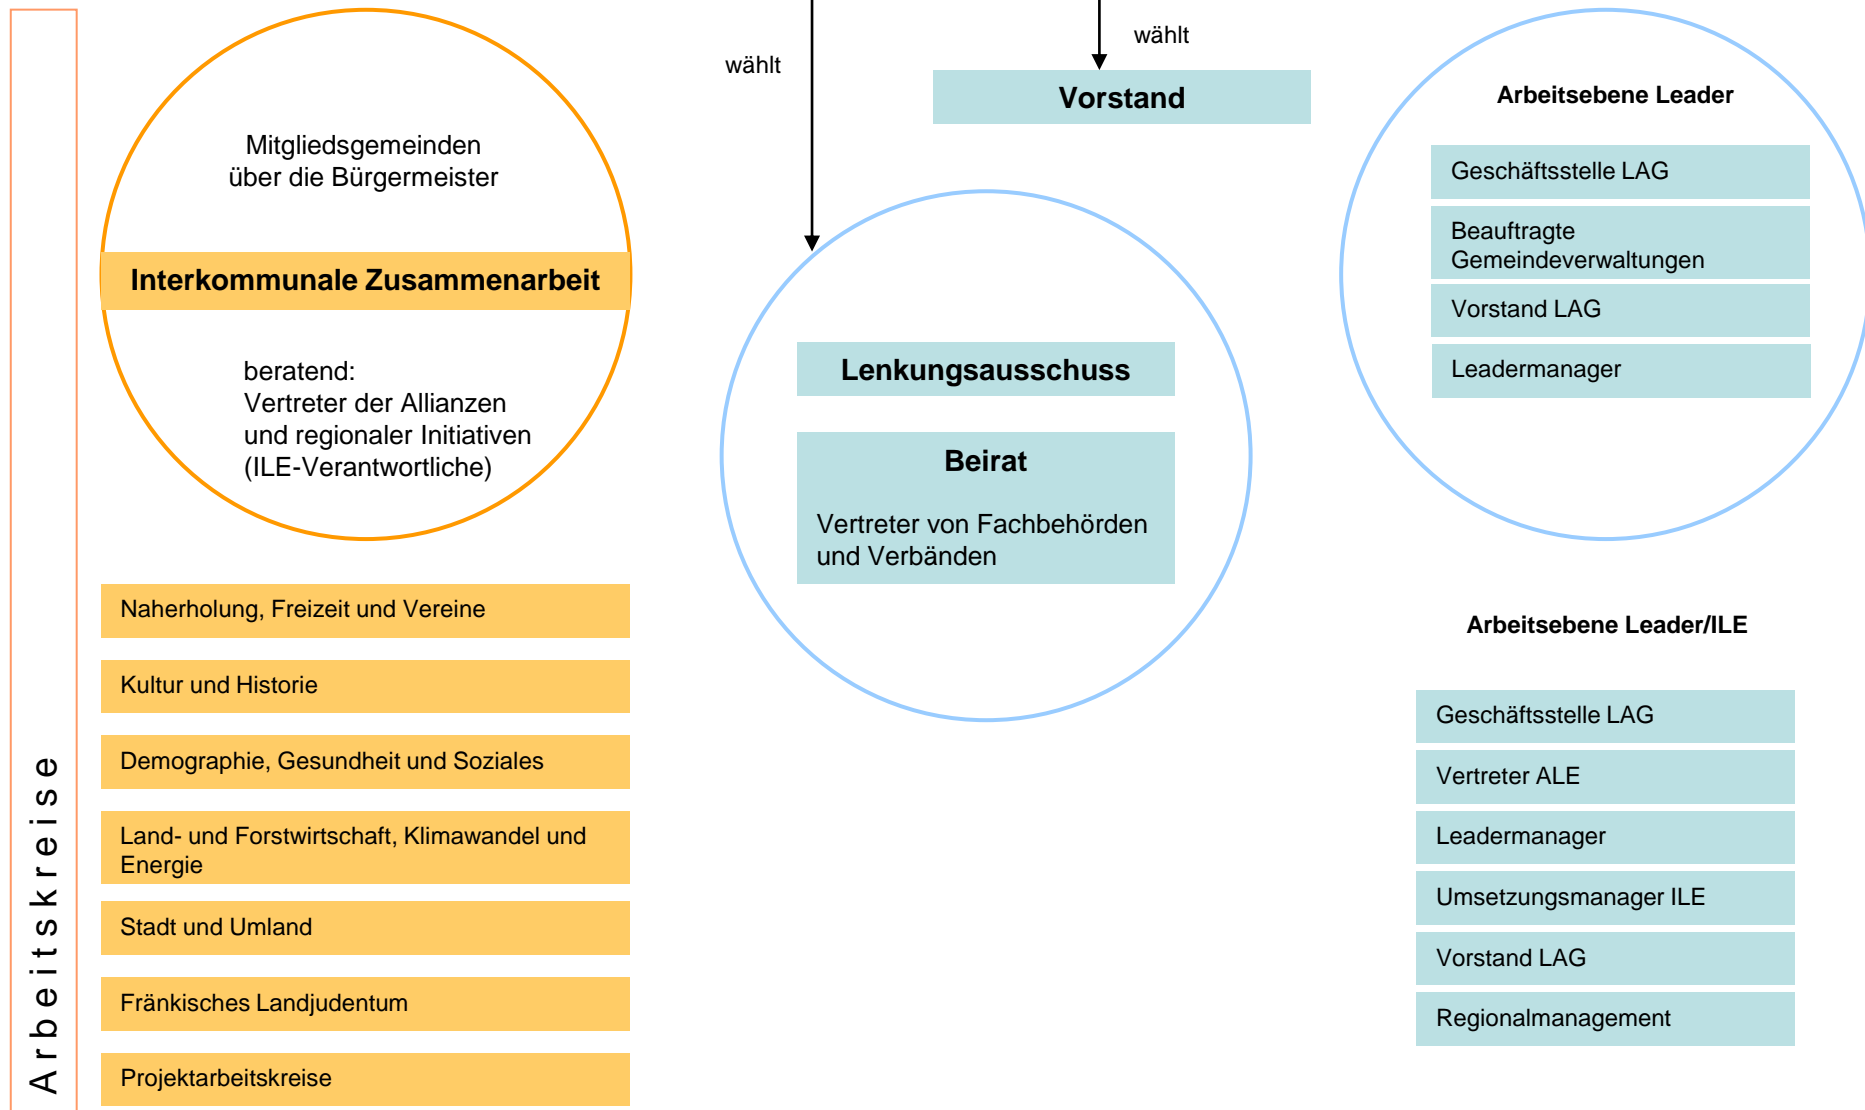 Arbeitskreise
Mitgliedsgemeinden
über die Bürgermeister
Interkommunale Zusammenarbeit
beratend:
Vertreter der Allianzen
und regionaler Initiativen
(ILE-Verantwortliche)
Naherholung, Freizeit und Vereine
Kultur und Historie
Demographie, Gesundheit und Soziales
Land- und Forstwirtschaft, Klimawandel und
Energie
Stadt und Umland
Fränkisches Landjudentum
Projektarbeitskreise
wählt
wählt
Vorstand
Lenkungsausschuss
Beirat
Vertreter von Fachbehörden
und Verbänden
Arbeitsebene Leader
Geschäftsstelle LAG
Beauftragte
Gemeindeverwaltungen
Vorstand LAG
Leadermanager
Arbeitsebene Leader/ILE
Geschäftsstelle LAG
Vertreter ALE
Leadermanager
Umsetzungsmanager ILE
Vorstand LAG
Regionalmanagement